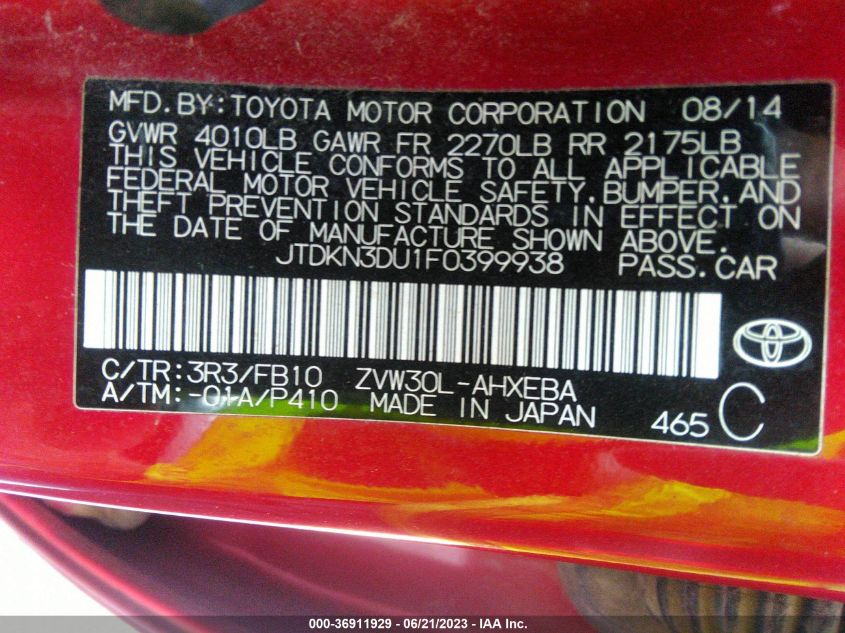 MFD.BY:TOYOTA MOTOR CORPORATION 08/14
GVWR 4010LB GAWR FR 2270LB RR 2175LB
THIS VEHICLE CONFORMS TO ALL APPLICABLE
FEDERAL MOTOR VEHICLE SAFETY,BUMPER,AND
THEFT PREVENTION STANDARDS IN EFFECT ON
THE DATE OF MANUFACTURE SHOWN ABOVE.
JTDKN3DU1F0399938 PASS.CAR
C/TR:3R3/FB10 ZVW30L-AHXEBA
A/TM:-01A/P410 MADE IN JAPAN 465 C
000-36911929 - 06/21/2023 - IAA Inc.